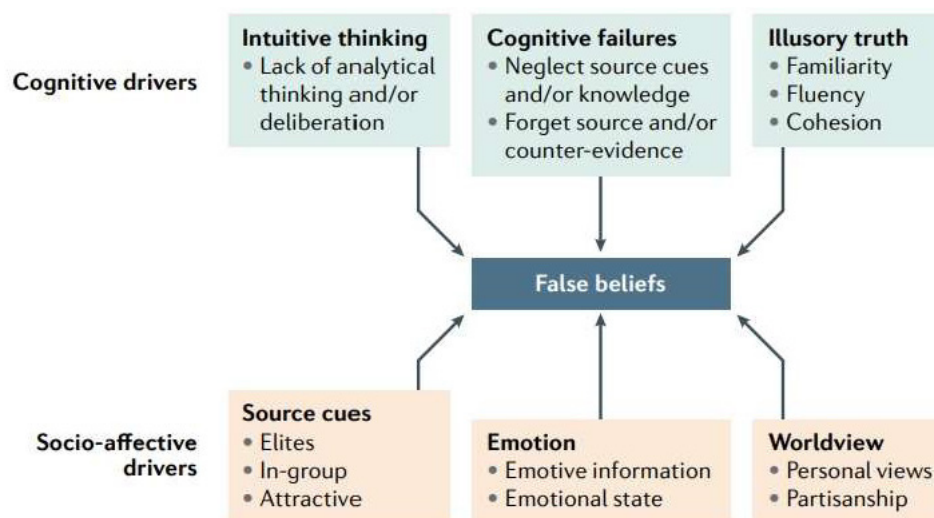 Cognitive drivers
Intuitive thinking
• Lack of analytical
thinking and/or
deliberation
Cognitive failures
• Neglect source cues
and/or knowledge
• Forget source and/or
counter-evidence
Illusory truth
• Familiarity
• Fluency
• Cohesion
False beliefs
Socio-affective
drivers
Source cues
• Elites
• In-group
• Attractive
Emotion
• Emotive information
• Emotional state
Worldview
• Personal views
• Partisanship